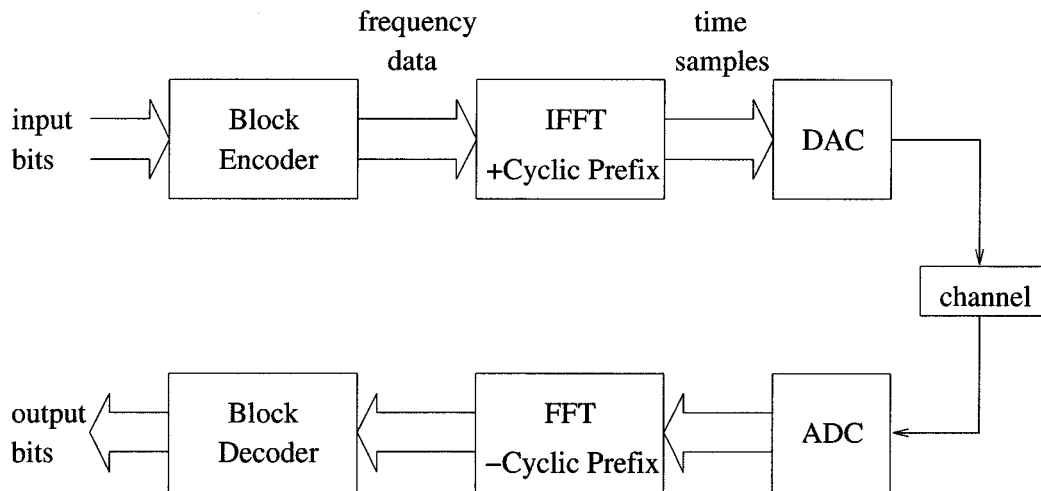 frequency
data
time
samples
input
bits
Block
Encoder
IFFT
+Cyclic Prefix
DAC
channel
output
bits
Block
Decoder
FFT
−Cyclic Prefix
ADC